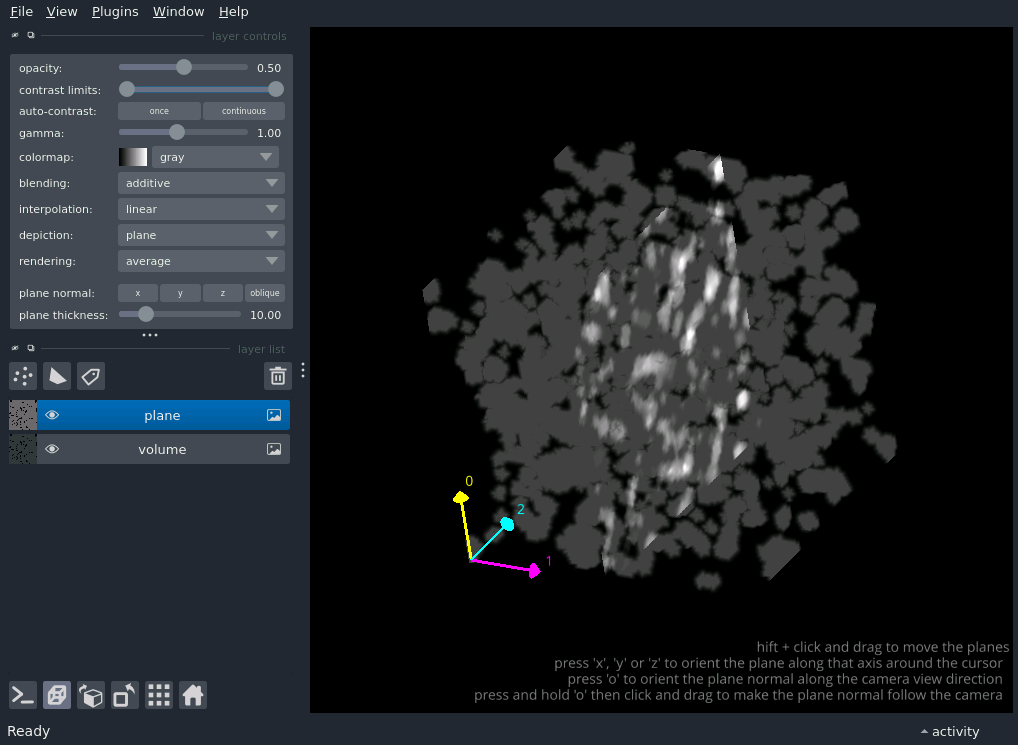 File View Plugins Window Help
layer controls
opacity: 0.50
contrast limits:
auto-contrast: once continuous
gamma: 1.00
colormap: gray
blending: additive
interpolation: linear
depiction: plane
rendering: average
plane normal: x y z oblique
plane thickness: 10.00
layer list
plane
volume
0
2
1
hift + click and drag to move the planes
press 'x', 'y' or 'z' to orient the plane along that axis around the cursor
press 'o' to orient the plane normal along the camera view direction
press and hold 'o' then click and drag to make the plane normal follow the camera
Ready activity